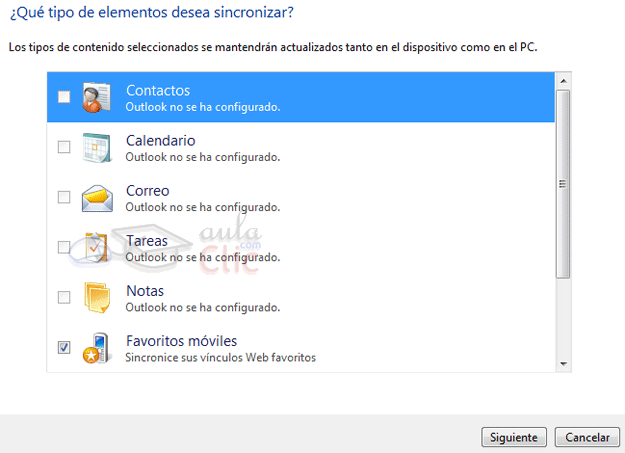 ¿Qué tipo de elementos desea sincronizar?
Los tipos de contenido seleccionados se mantendrán actualizados tanto en el dispositivo como en el PC.
Contactos
Outlook no se ha configurado.
Calendario
Outlook no se ha configurado.
Correo
Outlook no se ha configurado.
aula
.com
Clic
Tareas
Outlook no se ha configurado.
Notas
Outlook no se ha configurado.
Favoritos móviles
Sincronice sus vínculos Web favoritos
Siguiente
Cancelar